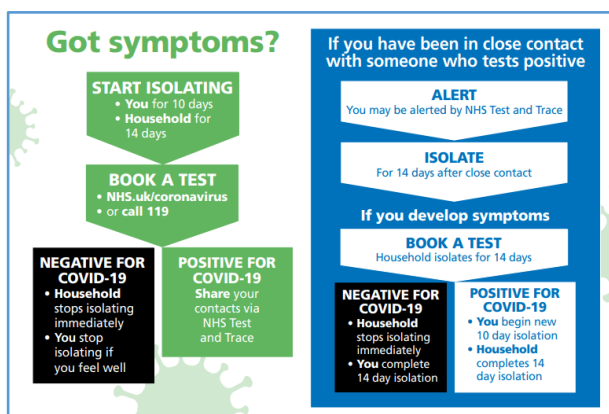 Got symptoms?
START ISOLATING
• You for 10 days
• Household for
14 days
BOOK A TEST
• NHS.uk/coronavirus
• or call 119
NEGATIVE FOR
COVID-19
• Household
stops isolating
immediately
• You stop
isolating if
you feel well
POSITIVE FOR
COVID-19
Share your
contacts via
NHS Test
and Trace
If you have been in close contact
with someone who tests positive
ALERT
You may be alerted by NHS Test and Trace
ISOLATE
For 14 days after close contact
If you develop symptoms
BOOK A TEST
Household isolates for 14 days
NEGATIVE FOR
COVID-19
• Household
stops isolating
immediately
• You complete
14 day isolation
POSITIVE FOR
COVID-19
• You begin new
10 day isolation
• Household
completes 14
day isolation